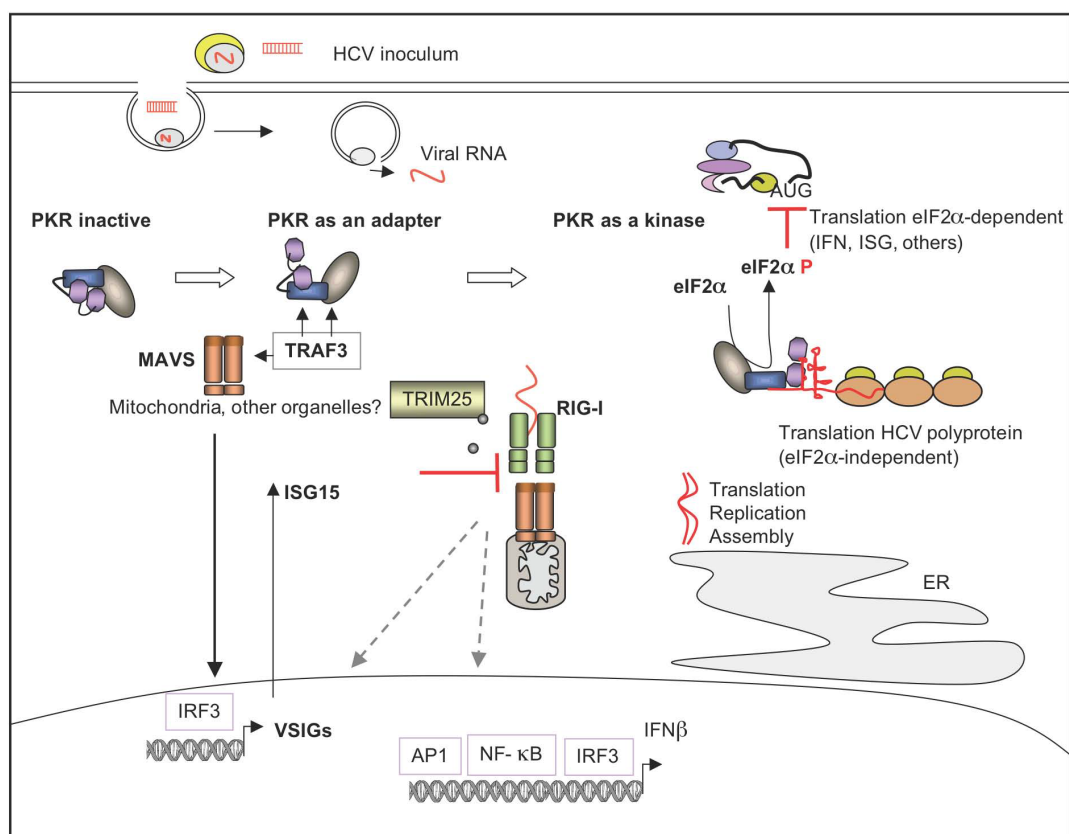 HCV inoculum
Viral RNA
PKR inactive
PKR as an adapter
PKR as a kinase
AUG
Translation eIF2α-dependent
(IFN, ISG, others)
eIF2α P
eIF2α
MAVS
TRAF3
Mitochondria, other organelles?
TRIM25
RIG-I
Translation HCV polyprotein
(eIF2α-independent)
ISG15
Translation
Replication
Assembly
ER
IRF3
VSIGs
IFNβ
AP1
NF- κB
IRF3